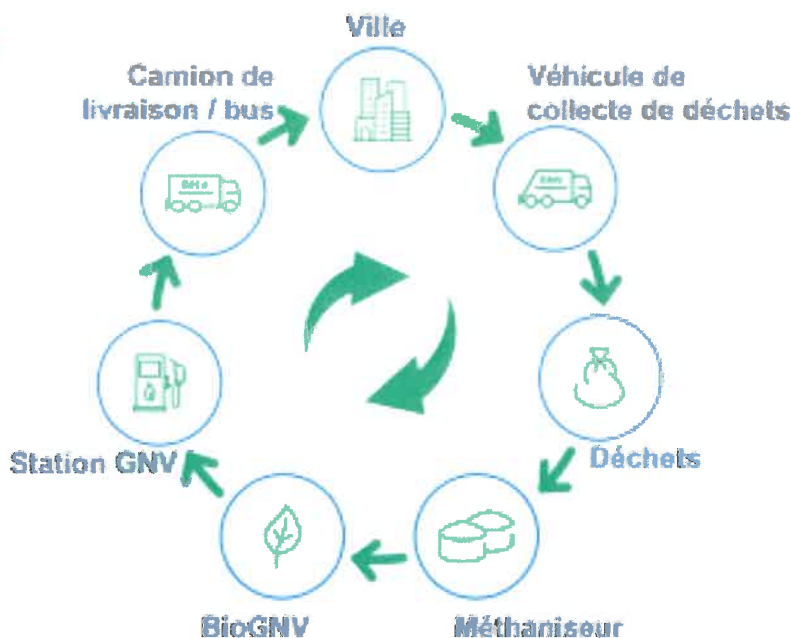 Ville
Camion de
livraison / bus
Véhicule de
collecte de déchets
Station GNV
Déchets
BioGNV
Méthaniseur